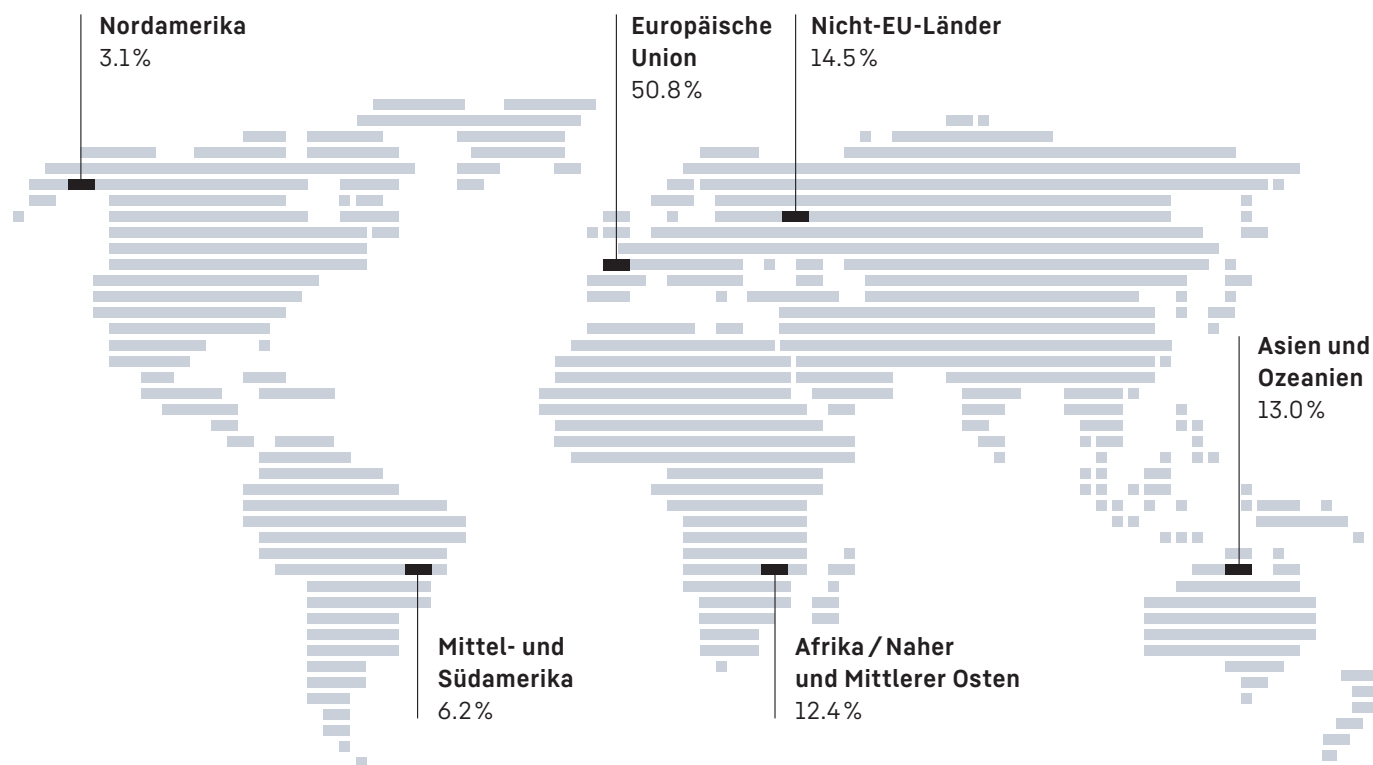 Nordamerika
3.1%
Europäische
Union
50.8%
Nicht-EU-Länder
14.5%
Asien und
Ozeanien
13.0%
Mittel- und
Südamerika
6.2%
Afrika/Naher
und Mittlerer Osten
12.4%